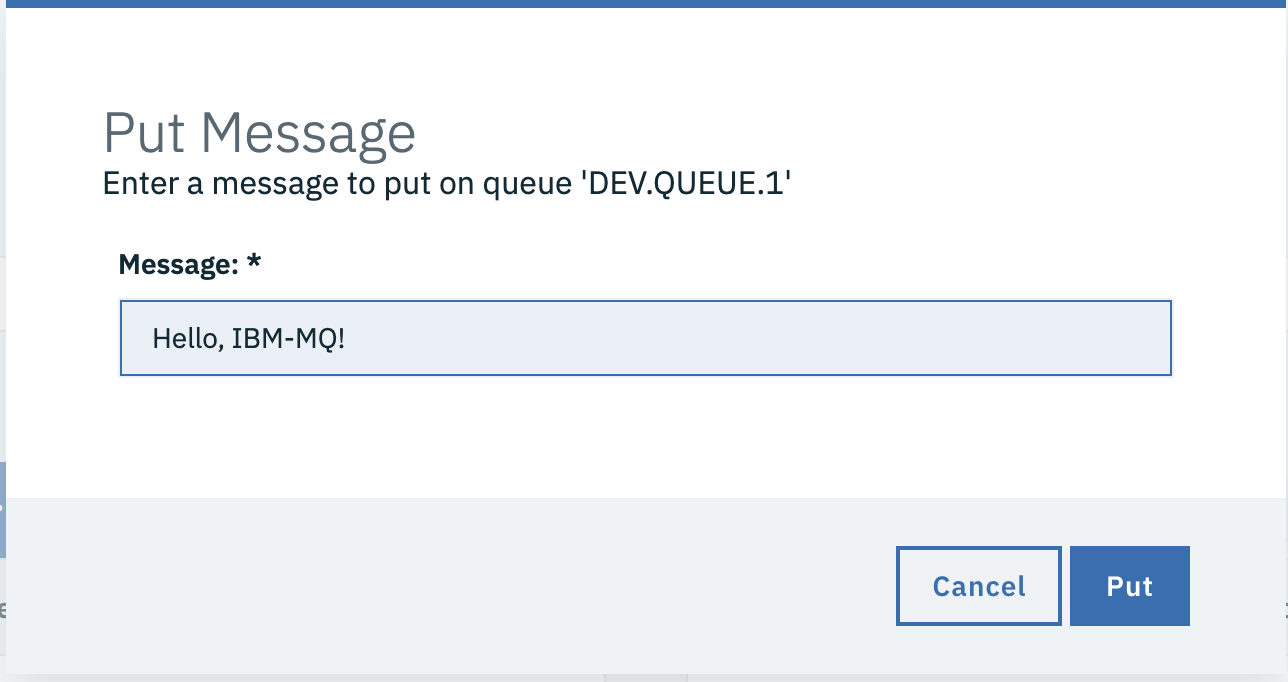 Put Message
Enter a message to put on queue 'DEV.QUEUE.1'
Message: *
Hello, IBM-MQ!
Cancel
Put